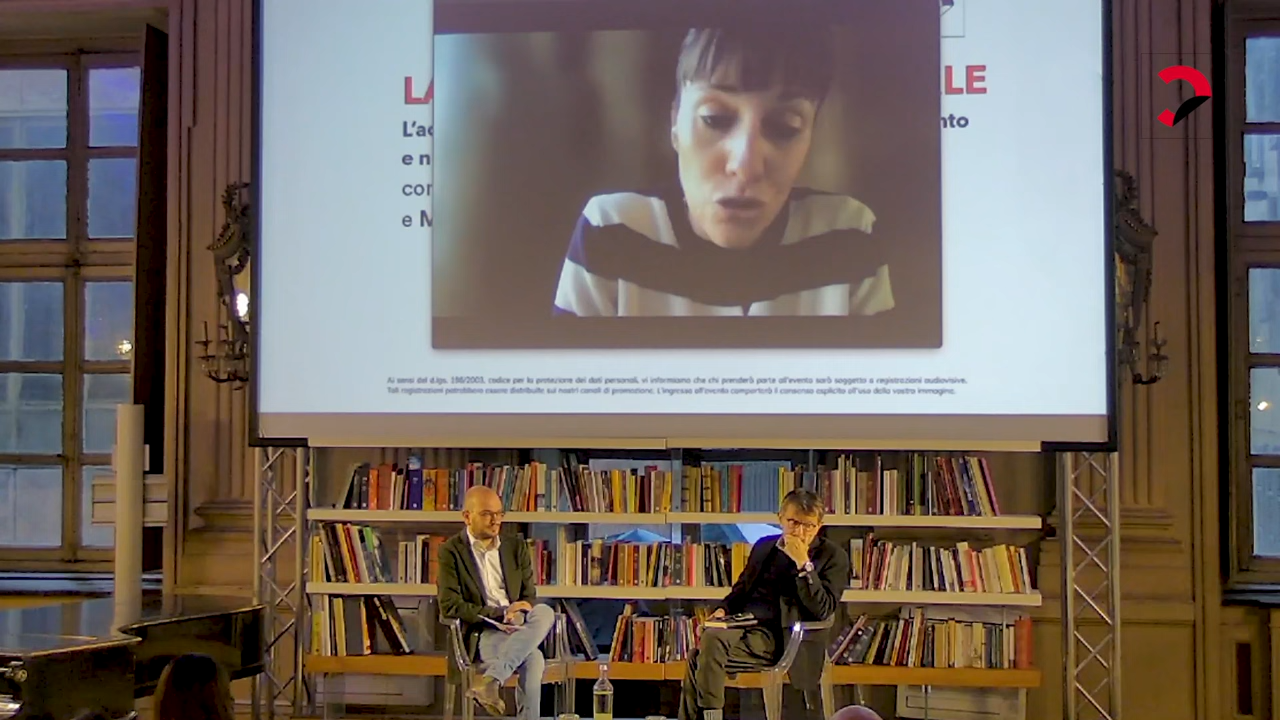 LA
LE
L'ac
nto
e n
con
e M
Ai sensi del d.lgs. 196/2003, codice per la protezione dei dati personali, vi informiamo che chi prenderà parte all'evento sarà soggetto a registrazioni audiovisive.
Tali registrazioni potrebbero essere distribuite sui nostri canali di promozione. L'ingresso all'evento comporterà il consenso esplicito all'uso della vostra immagine.